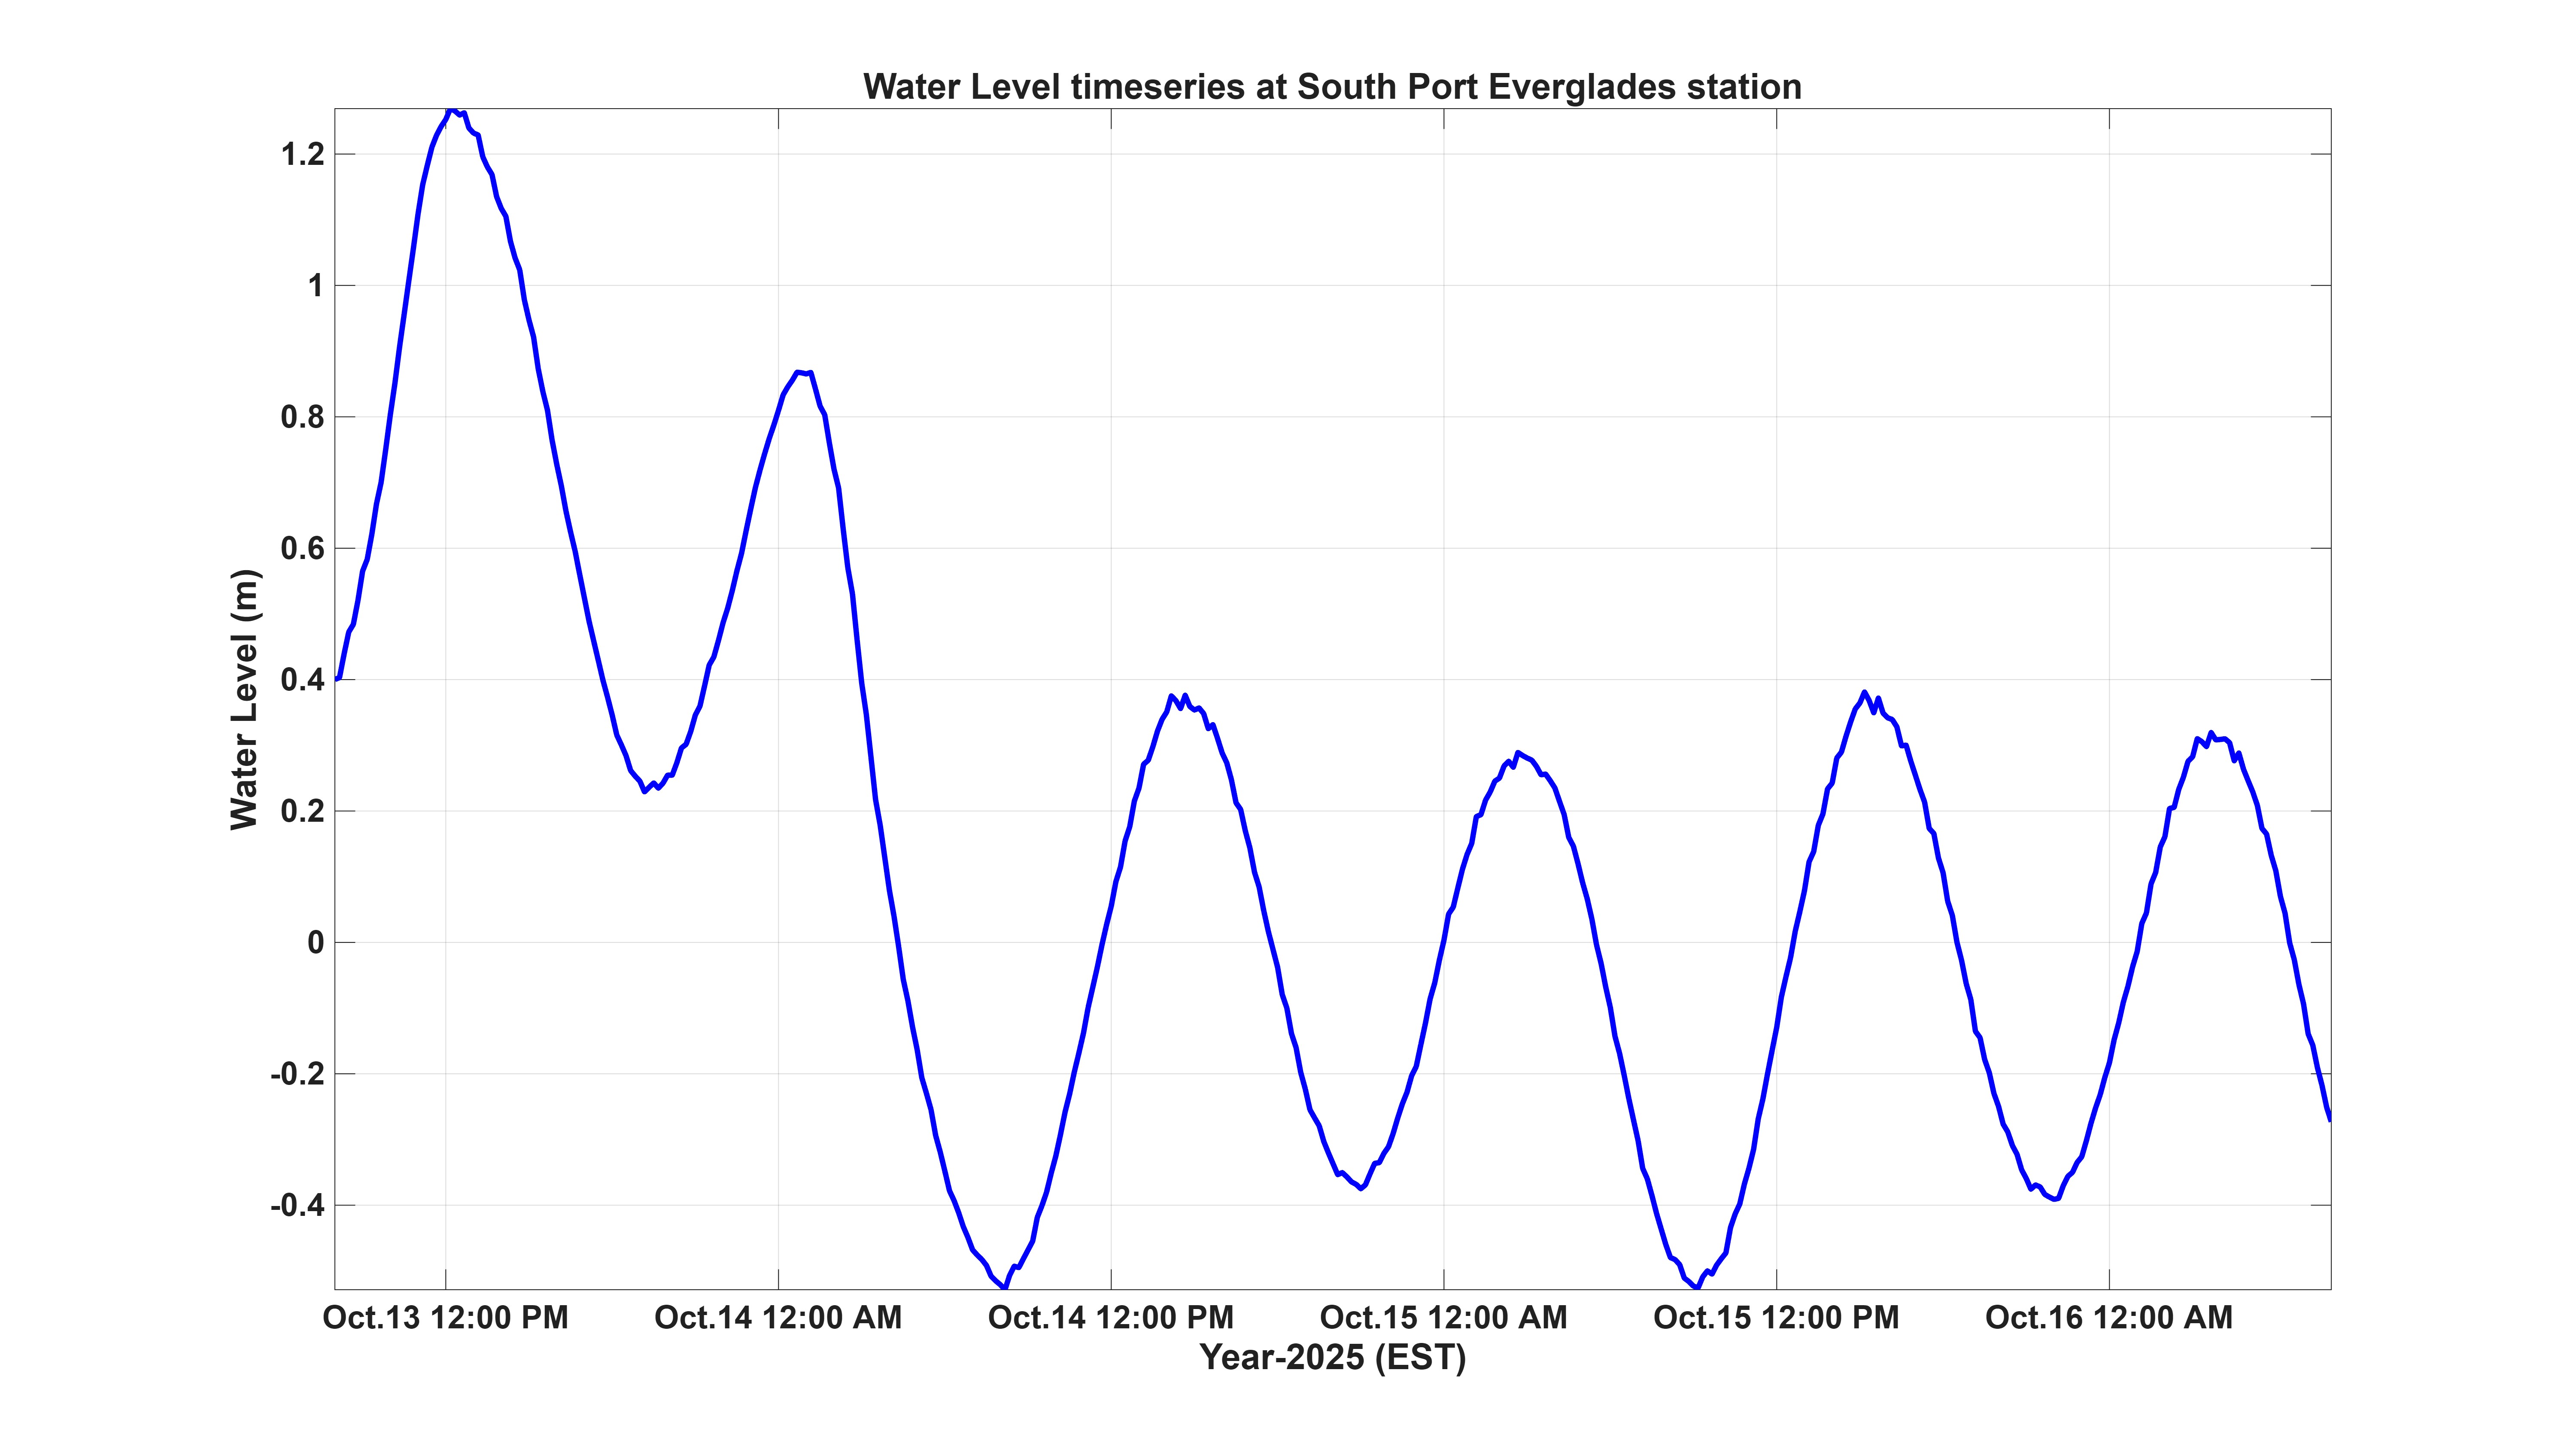 Water Level timeseries at South Port Everglades station
1.2
1
0.8
0.6
0.4
0.2
0
-0.2
-0.4
Water Level (m)
Oct.13 12:00 PM
Oct.14 12:00 AM
Oct.14 12:00 PM
Oct.15 12:00 AM
Oct.15 12:00 PM
Oct.16 12:00 AM
Year-2025 (EST)